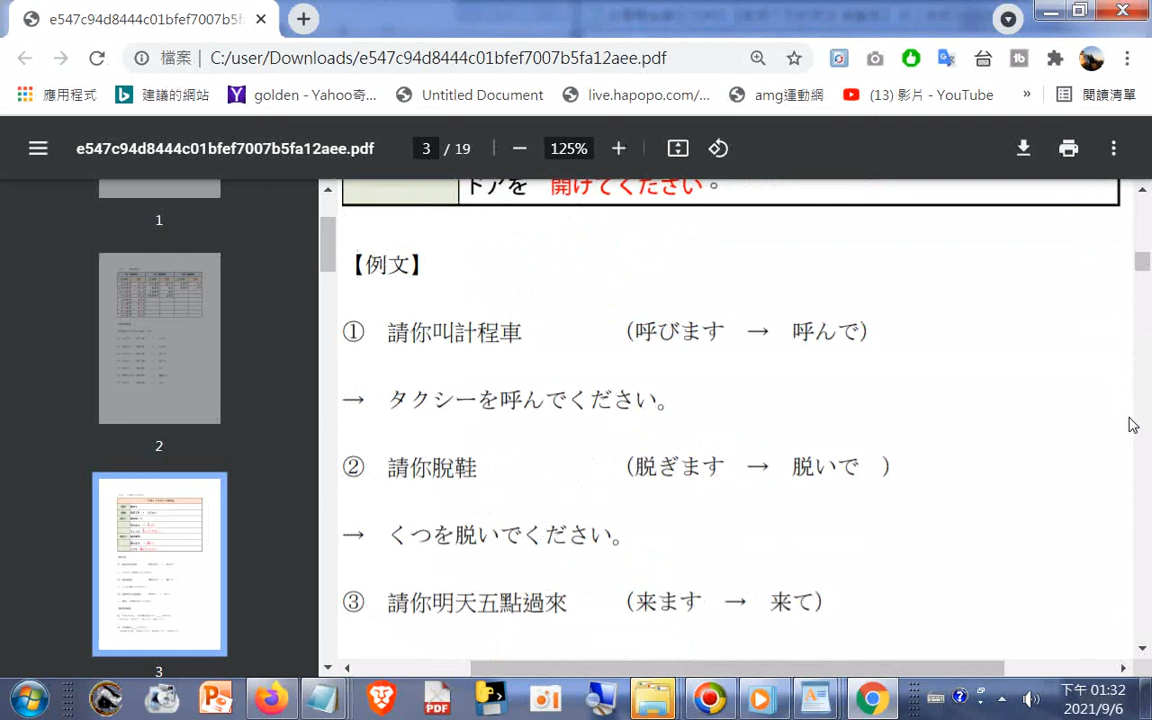 e547c94d8444c01bfef7007b5f
檔案 C:/user/Downloads/e547c94d8444c01bfef7007b5fa12aee.pdf
應用程式 建議的網站 golden - Yahoo奇... Untitled Document live.hapopo.com/... amg運動網 (13) 影片 - YouTube » 閱讀清單
e547c94d8444c01bfef7007b5fa12aee.pdf 3 / 19 125%
1
2
3
ドアを 開けてください。
【例文】
① 請你叫計程車 (呼びます → 呼んで)
→ タクシーを呼んでください。
② 請你脫鞋 (脱ぎます → 脱いで )
→ くつを脱いでください。
③ 請你明天五點過來 (来ます → 来て)
下午 01:32
2021/9/6